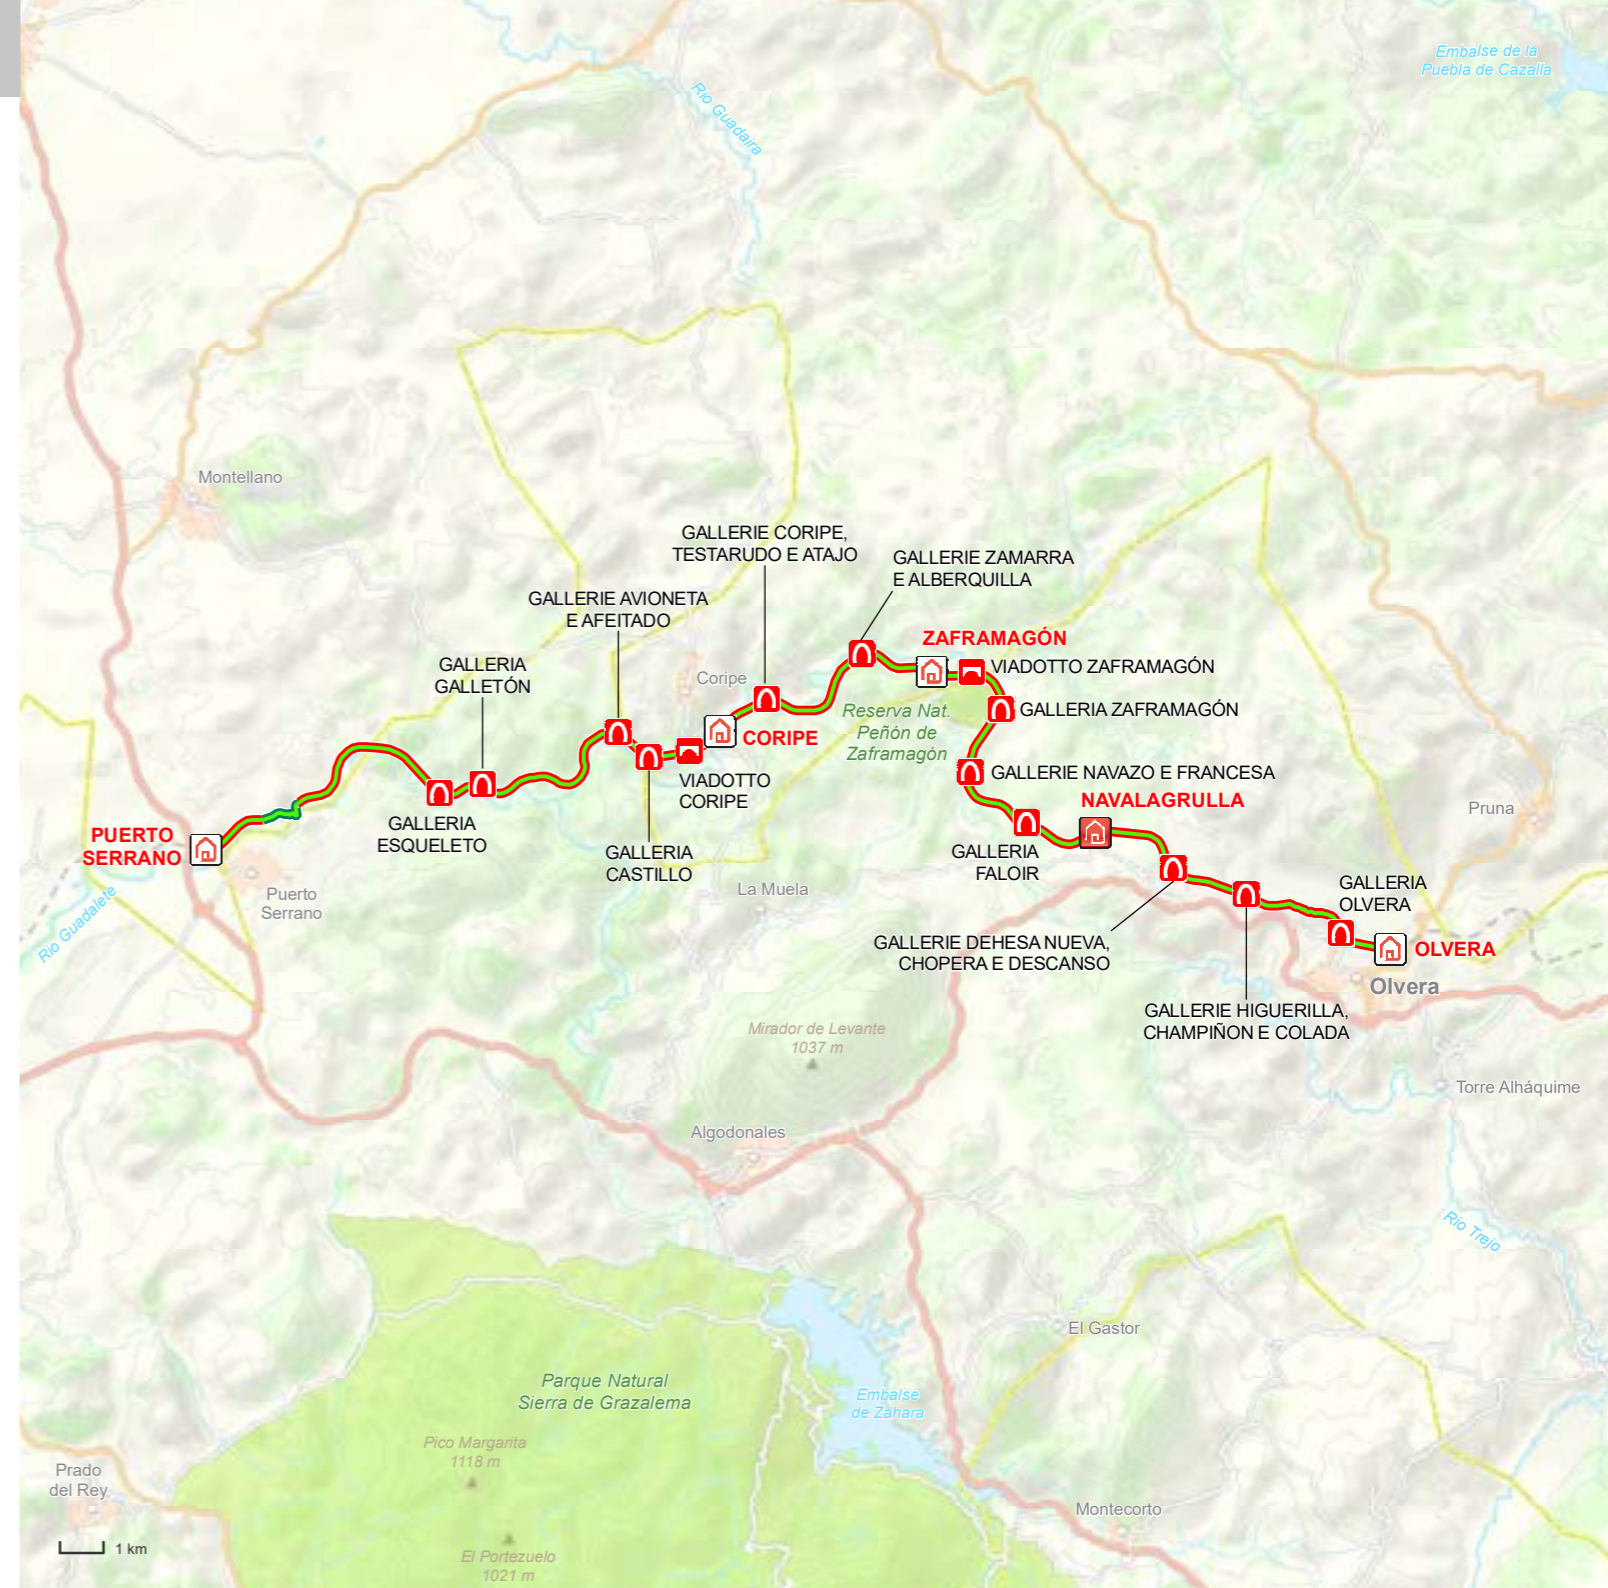 Embalse de la
Puebla de Cazalla
Rio Guadaira
Montellano
GALLERIE CORIPE,
TESTARUDO E ATAJO
GALLERIE ZAMARRA
E ALBERQUILLA
GALLERIE AVIONETA
E AFEITADO
ZAFRAMAGÓN
VIADOTTO ZAFRAMAGÓN
GALLERIA
GALLETÓN
Coripe
Reserva Nat.
Peñón de
Zaframagón
GALLERIA ZAFRAMAGÓN
CORIPE
VIADOTTO
CORIPE
GALLERIE NAVAZO E FRANCESA
NAVALAGRULLA
Pruna
PUERTO
SERRANO
GALLERIA
ESQUELETO
GALLERIA
CASTILLO
GALLERIA
FALOIR
La Muela
GALLERIA
OLVERA
Puerto
Serrano
Rio Guadalete
GALLERIE DEHESA NUEVA,
CHOPERA E DESCANSO
OLVERA
Olvera
GALLERIE HIGUERILLA,
CHAMPIÑON E COLADA
Mirador de Levante
1037 m
Torre Alháquime
Algodonales
Rio Trejo
El Gastor
Parque Natural
Sierra de Grazalema
Embalse
de Zahara
Pico Margarita
1118 m
Prado
del Rey
Montecorto
1 km
El Portezuelo
1021 m